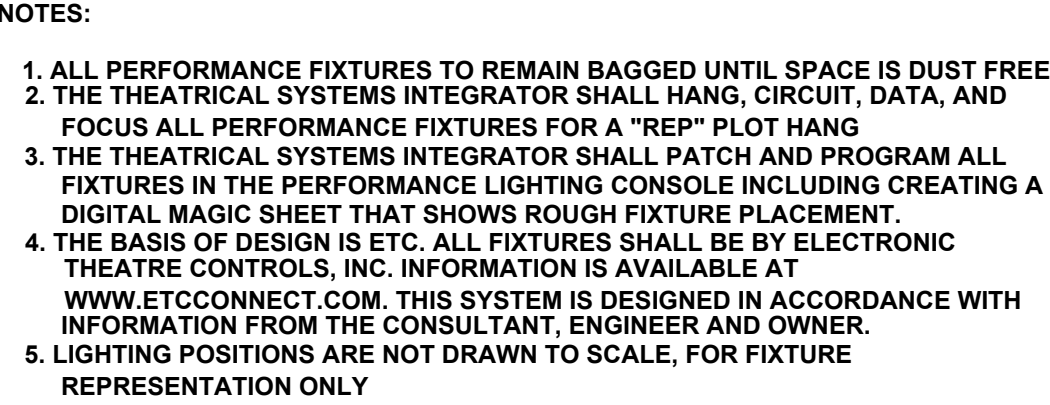 NOTES:
1. ALL PERFORMANCE FIXTURES TO REMAIN BAGGED UNTIL SPACE IS DUST FREE
2. THE THEATRICAL SYSTEMS INTEGRATOR SHALL HANG, CIRCUIT, DATA, AND
FOCUS ALL PERFORMANCE FIXTURES FOR A "REP" PLOT HANG
3. THE THEATRICAL SYSTEMS INTEGRATOR SHALL PATCH AND PROGRAM ALL
FIXTURES IN THE PERFORMANCE LIGHTING CONSOLE INCLUDING CREATING A
DIGITAL MAGIC SHEET THAT SHOWS ROUGH FIXTURE PLACEMENT.
4. THE BASIS OF DESIGN IS ETC. ALL FIXTURES SHALL BE BY ELECTRONIC
THEATRE CONTROLS, INC. INFORMATION IS AVAILABLE AT
WWW.ETCCONNECT.COM. THIS SYSTEM IS DESIGNED IN ACCORDANCE WITH
INFORMATION FROM THE CONSULTANT, ENGINEER AND OWNER.
5. LIGHTING POSITIONS ARE NOT DRAWN TO SCALE, FOR FIXTURE
REPRESENTATION ONLY